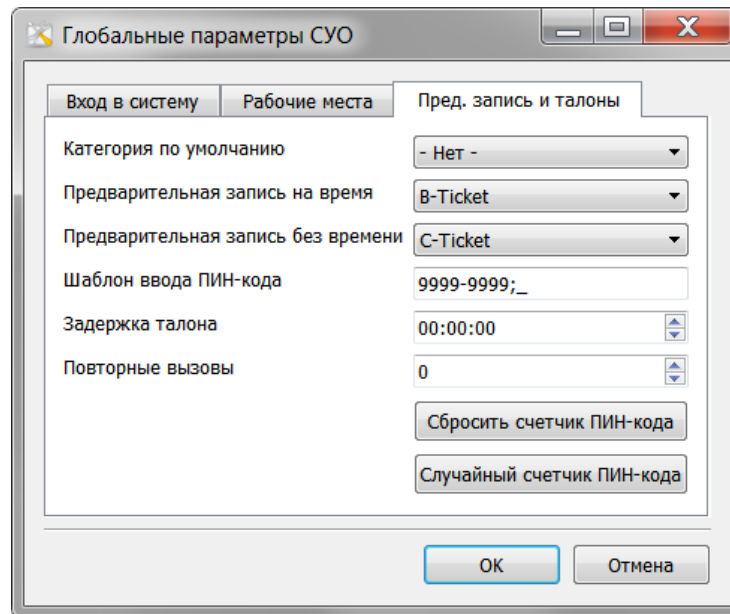 Глобальные параметры СУО
Вход в систему Рабочие места Пред. запись и талоны
Категория по умолчанию - Нет -
Предварительная запись на время B-Ticket
Предварительная запись без времени C-Ticket
Шаблон ввода ПИН-кода 9999-9999;_
Задержка талона 00:00:00
Повторные вызовы 0
Сбросить счетчик ПИН-кода
Случайный счетчик ПИН-кода
OK Отмена